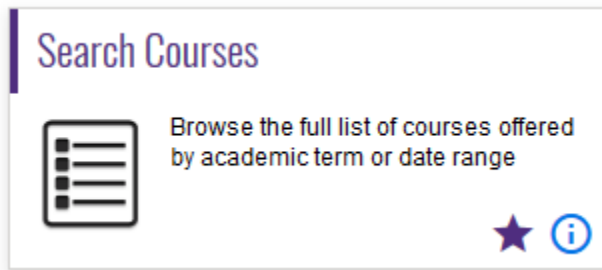 Search Courses
Browse the full list of courses offered
by academic term or date range